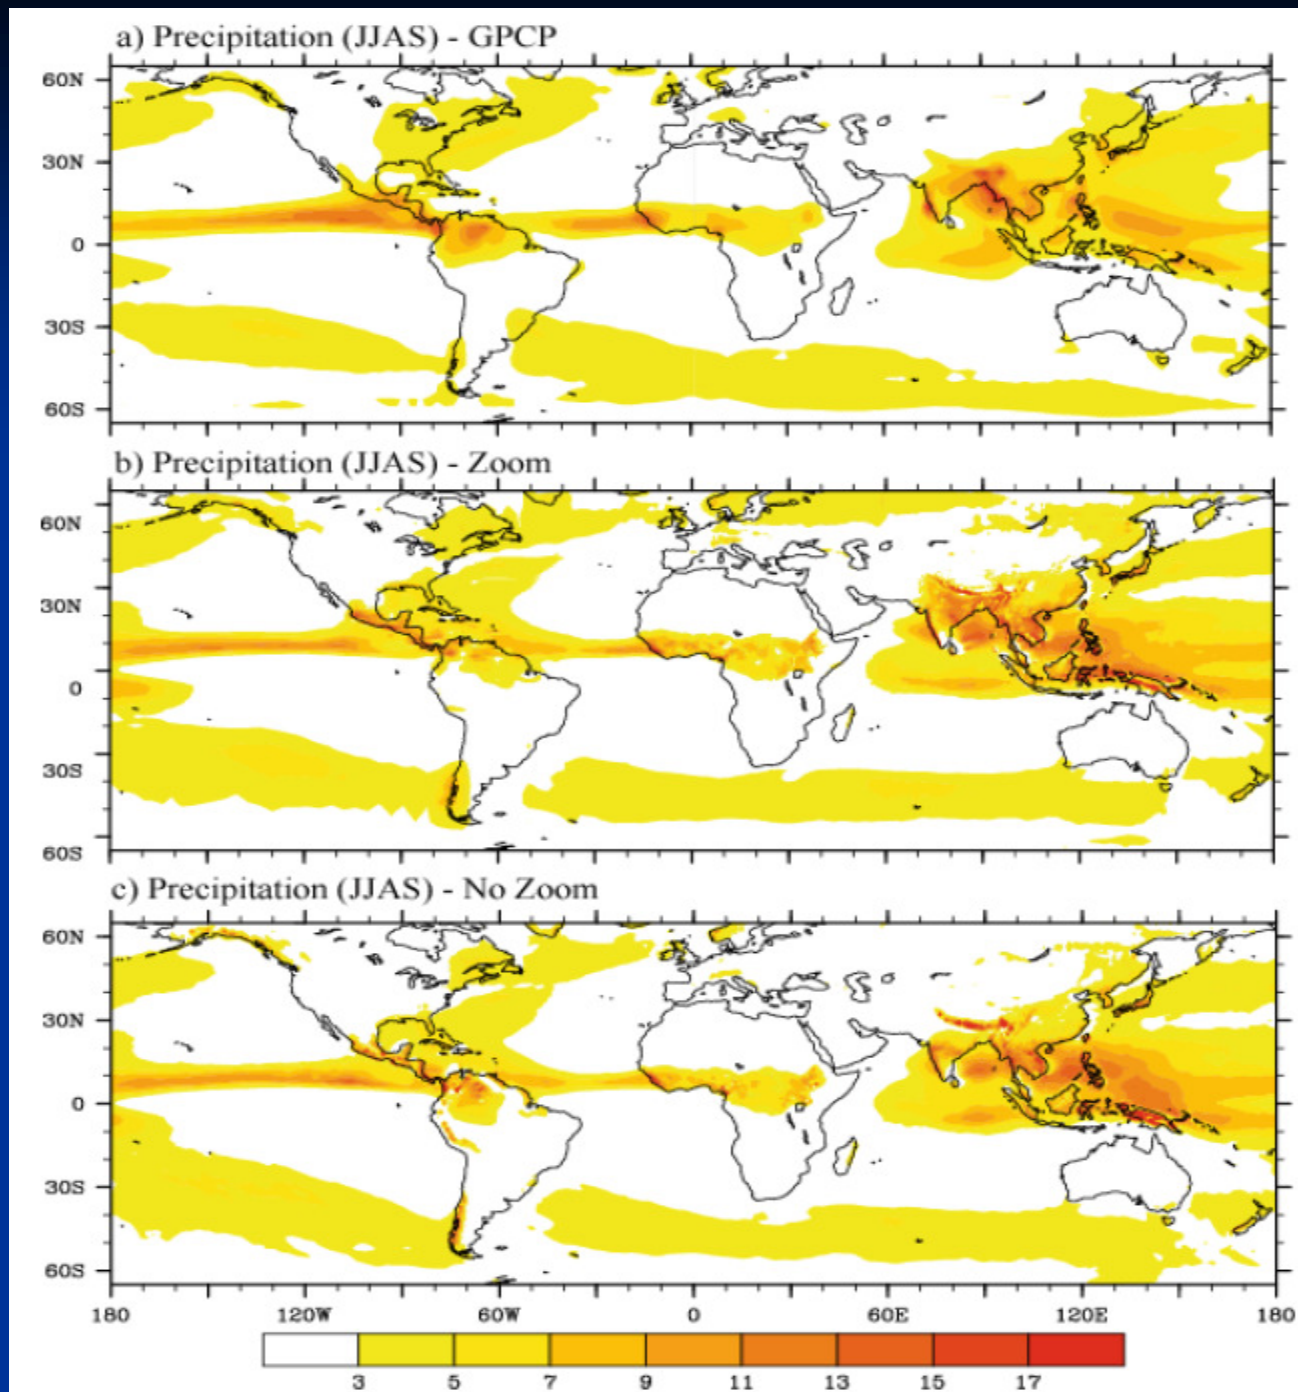 a) Precipitation (JJAS) - GPCP
60N
30N
0
30S
60S
b) Precipitation (JJAS) - Zoom
60N
30N
0
30S
60S
c) Precipitation (JJAS) - No Zoom
60N
30N
0
30S
60S
180 120W 60W 0 60E 120E 180
3 5 7 9 11 13 15 17